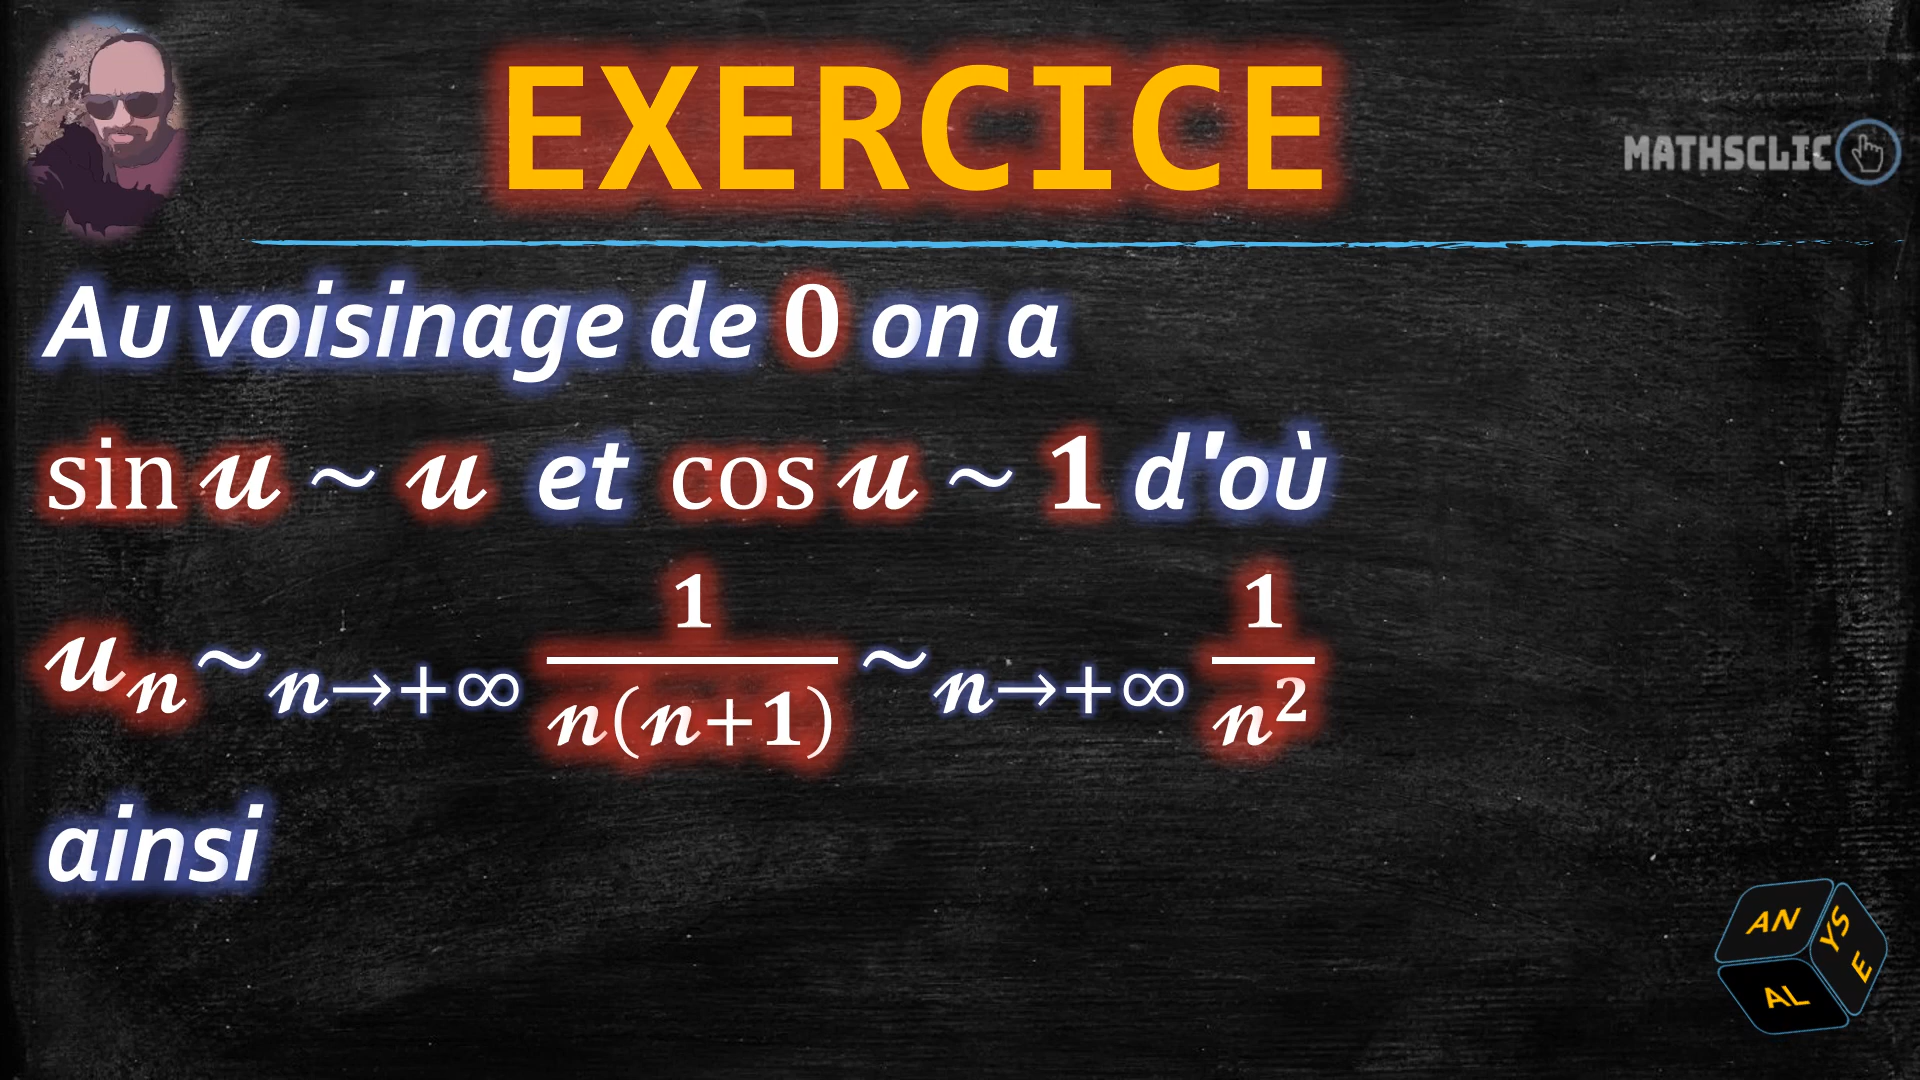 EXERCICE
MATHSCLIC
Au voisinage de 0 on a
sin u ~ u et cos u ~ 1 d'où
uₙ ~ₙ→+∞ 1/(n(n+1)) ~ₙ→+∞ 1/n²
ainsi
AN
AL
YS
E